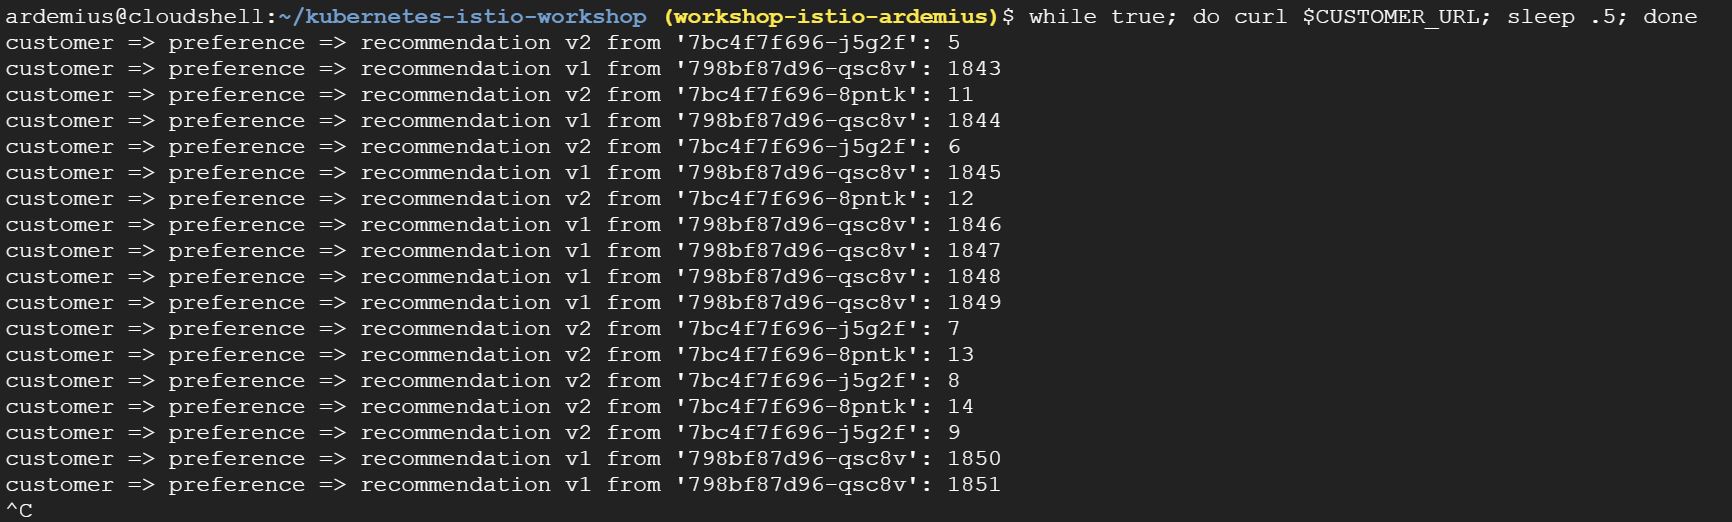 ardemius@cloudshell:~/kubernetes-istio-workshop (workshop-istio-ardemius)$ while true; do curl $CUSTOMER_URL; sleep .5; done
customer => preference => recommendation v2 from '7bc4f7f696-j5g2f': 5
customer => preference => recommendation v1 from '798bf87d96-qsc8v': 1843
customer => preference => recommendation v2 from '7bc4f7f696-8pntk': 11
customer => preference => recommendation v1 from '798bf87d96-qsc8v': 1844
customer => preference => recommendation v2 from '7bc4f7f696-j5g2f': 6
customer => preference => recommendation v1 from '798bf87d96-qsc8v': 1845
customer => preference => recommendation v2 from '7bc4f7f696-8pntk': 12
customer => preference => recommendation v1 from '798bf87d96-qsc8v': 1846
customer => preference => recommendation v1 from '798bf87d96-qsc8v': 1847
customer => preference => recommendation v1 from '798bf87d96-qsc8v': 1848
customer => preference => recommendation v1 from '798bf87d96-qsc8v': 1849
customer => preference => recommendation v2 from '7bc4f7f696-j5g2f': 7
customer => preference => recommendation v2 from '7bc4f7f696-8pntk': 13
customer => preference => recommendation v2 from '7bc4f7f696-j5g2f': 8
customer => preference => recommendation v2 from '7bc4f7f696-8pntk': 14
customer => preference => recommendation v2 from '7bc4f7f696-j5g2f': 9
customer => preference => recommendation v1 from '798bf87d96-qsc8v': 1850
customer => preference => recommendation v1 from '798bf87d96-qsc8v': 1851
^C